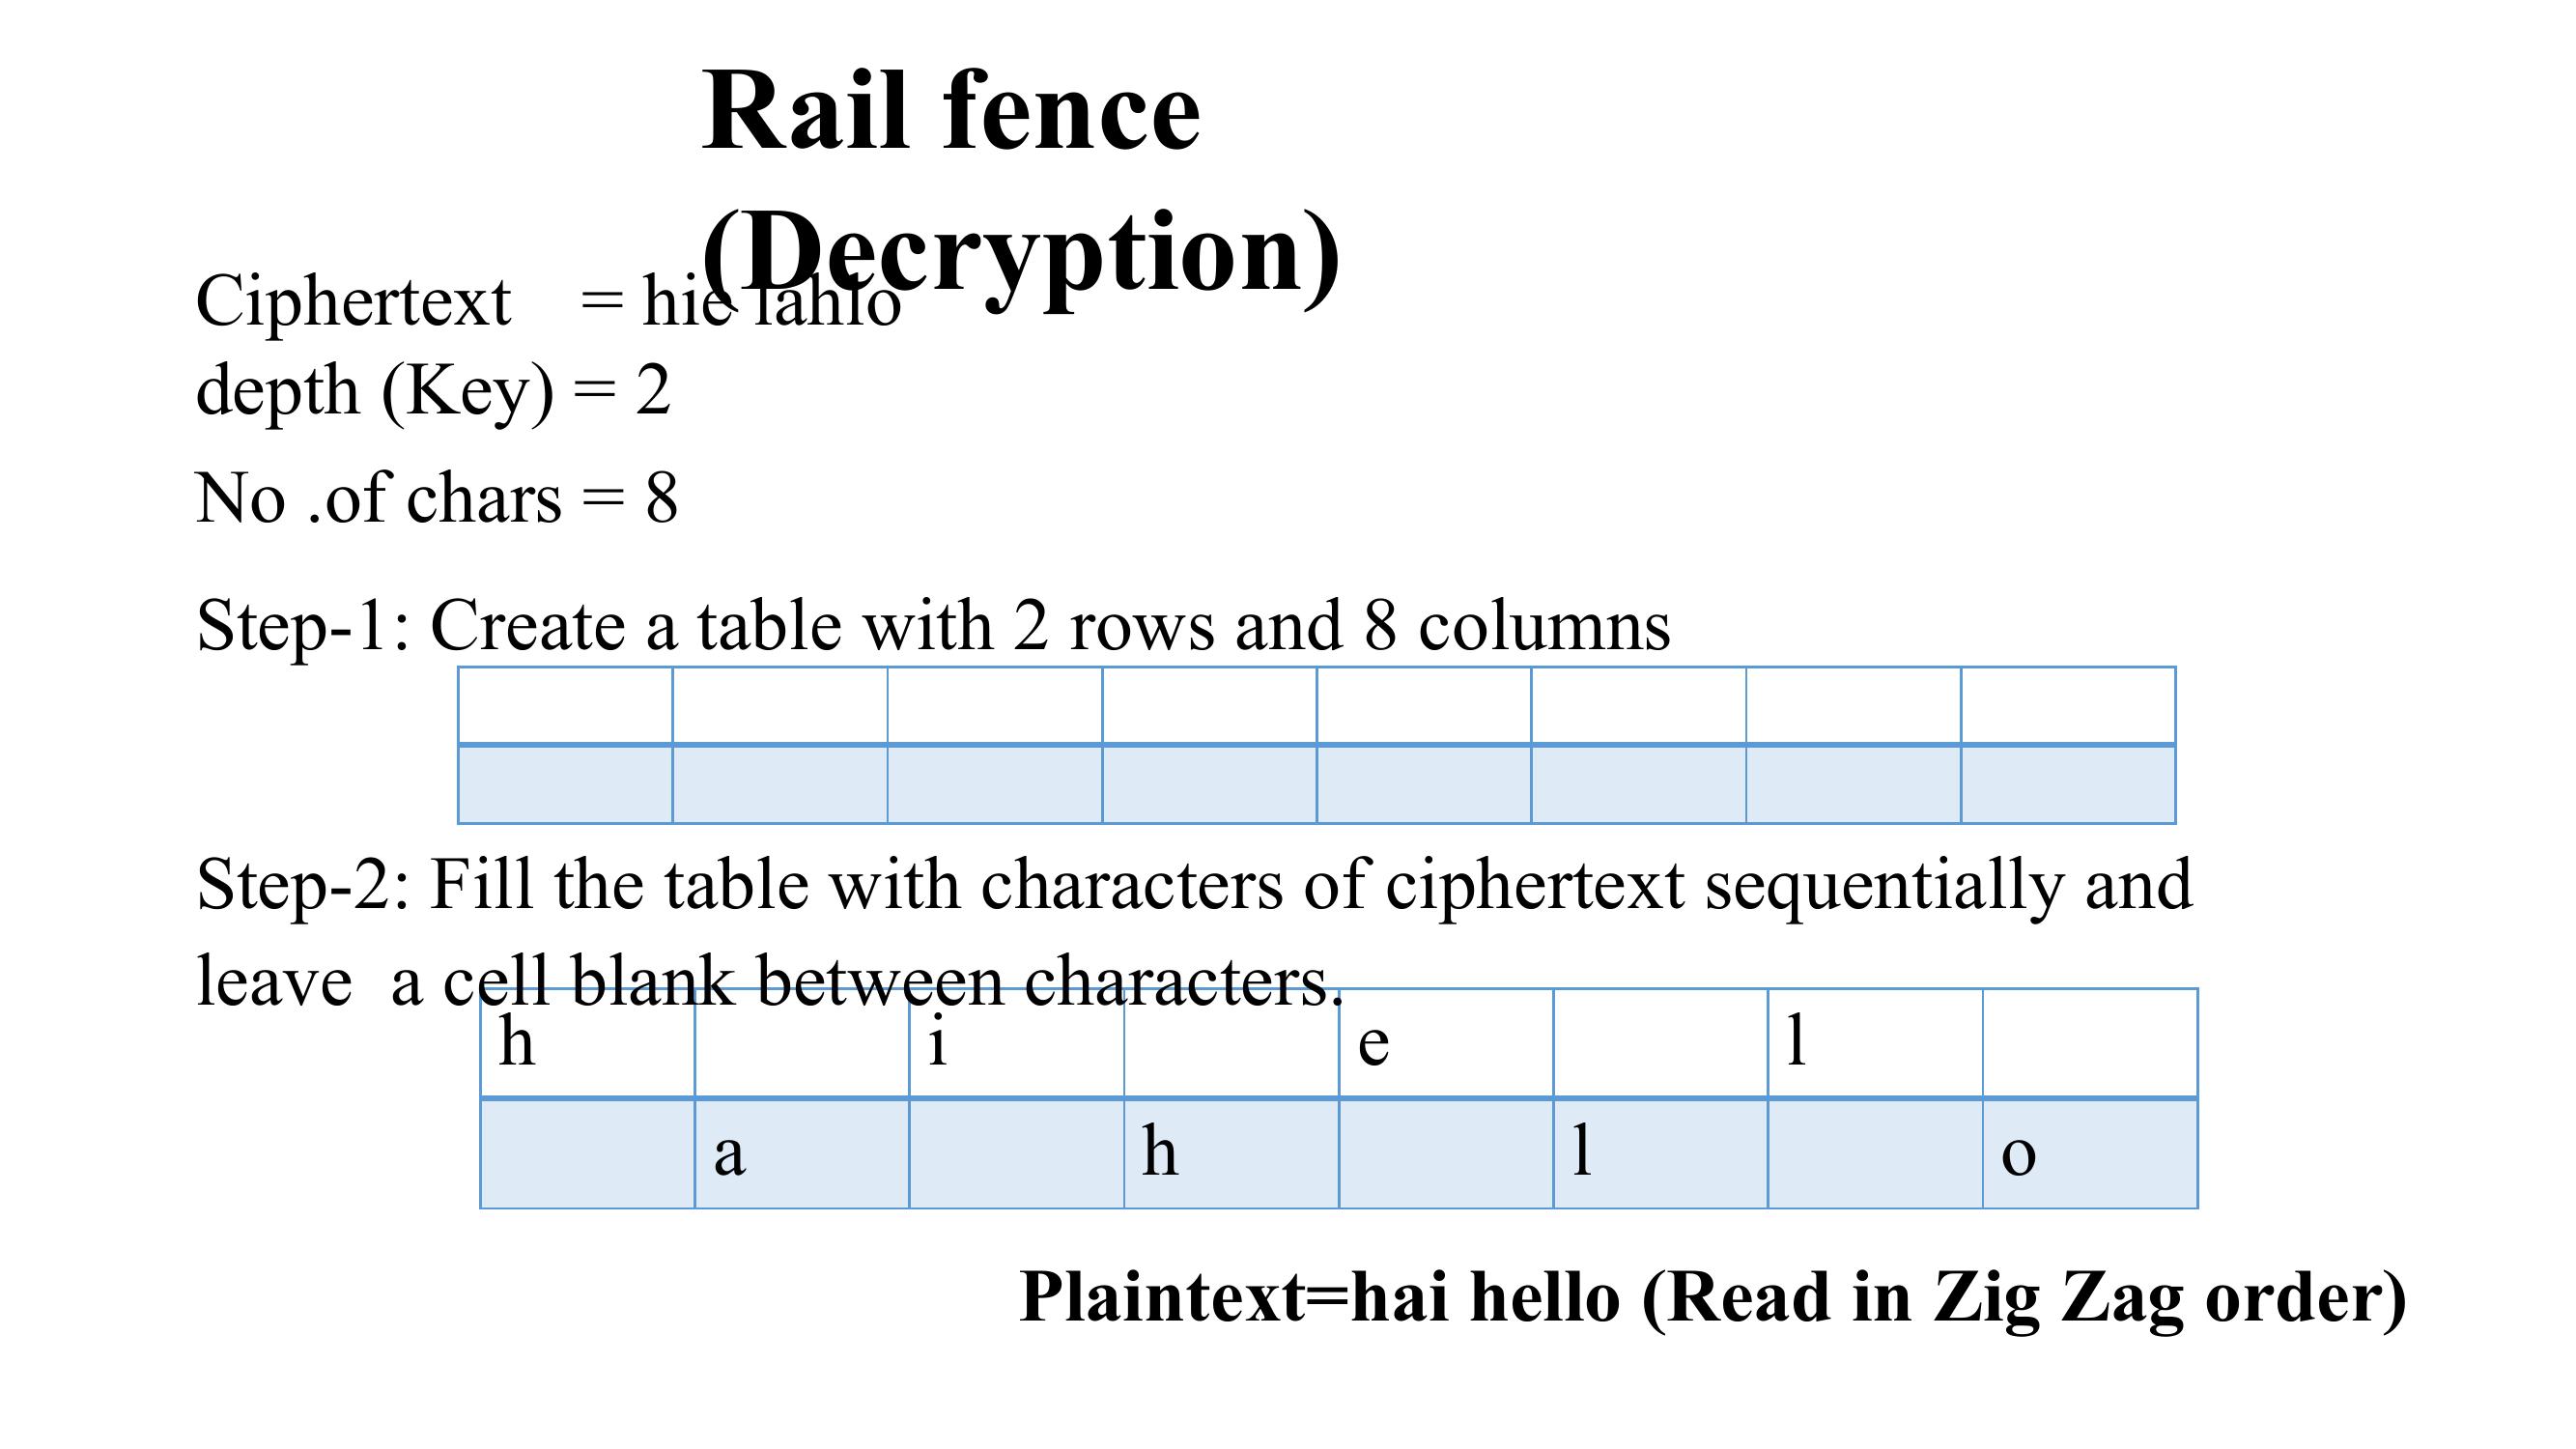 Rail fence
(Decryption)
Ciphertext = hie lahlo
depth (Key) = 2
No .of chars = 8
Step-1: Create a table with 2 rows and 8 columns
Step-2: Fill the table with characters of ciphertext sequentially and
leave a cell blank between characters.
h i e l
a h l o
Plaintext=hai hello (Read in Zig Zag order)